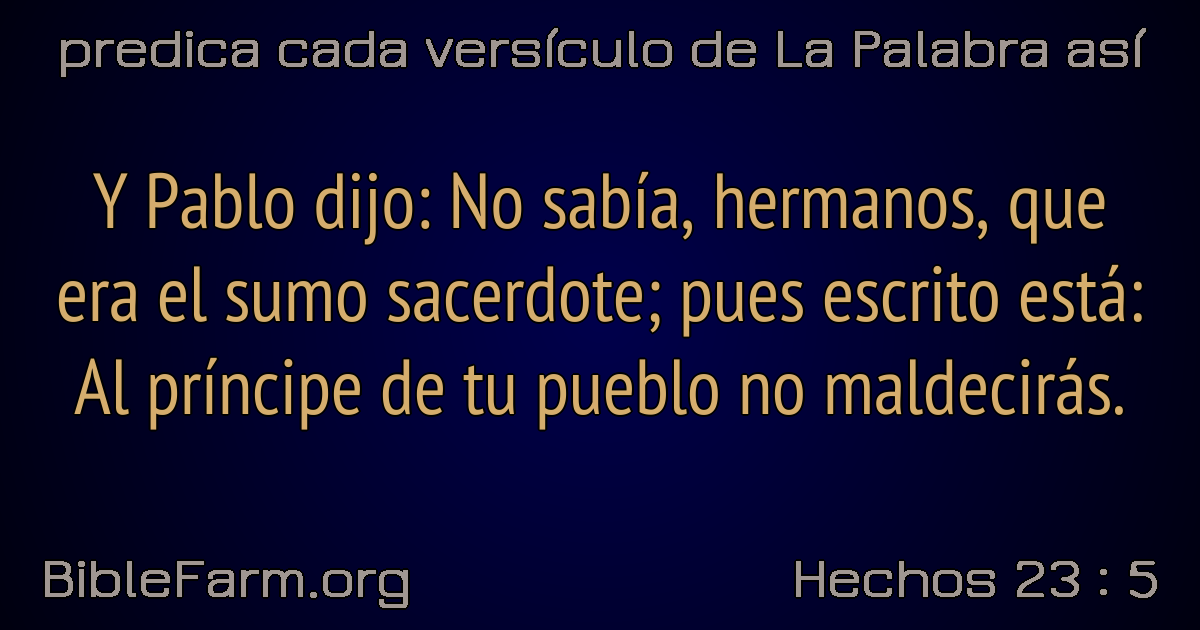 predica cada versículo de La Palabra así
Y Pablo dijo: No sabía, hermanos, que
era el sumo sacerdote; pues escrito está:
Al príncipe de tu pueblo no maldecirás.
BibleFarm.org
Hechos 23 : 5